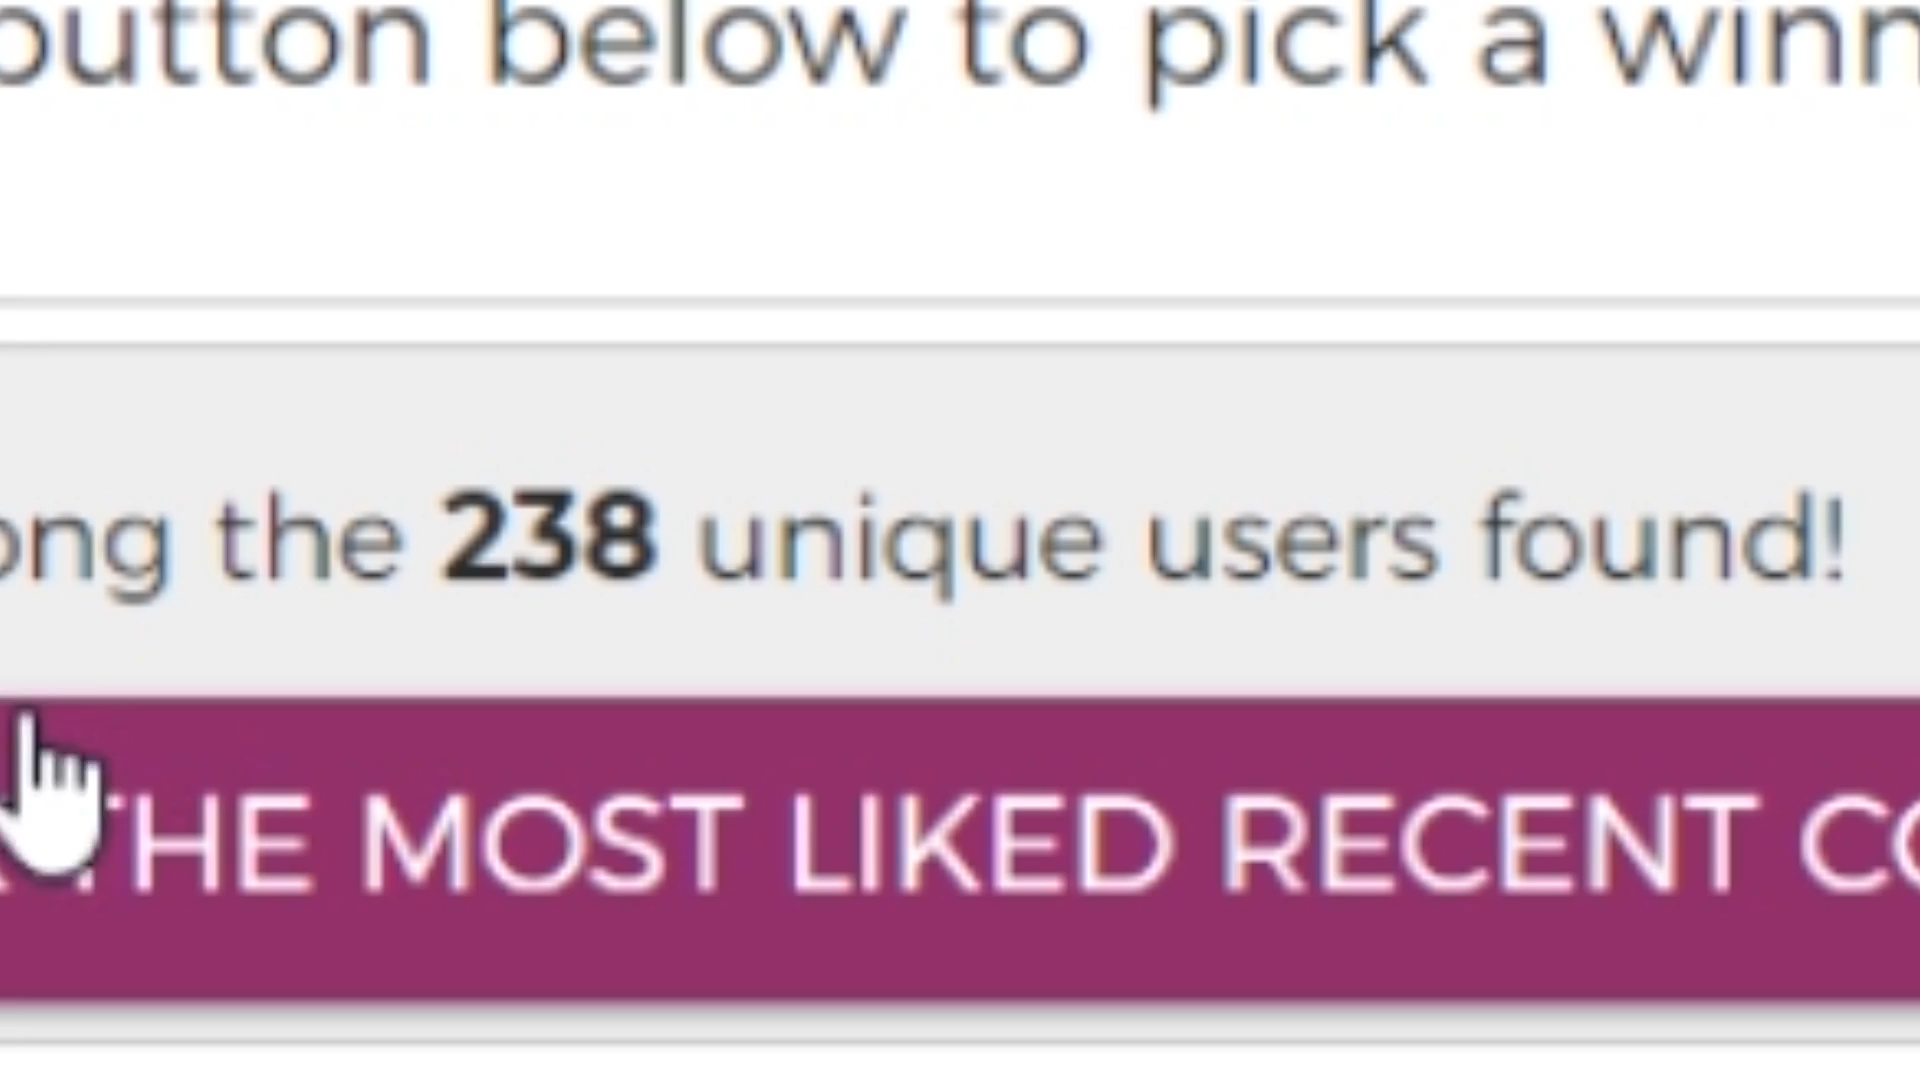 button below to pick a winn
ong the 238 unique users found!
THE MOST LIKED RECENT CO